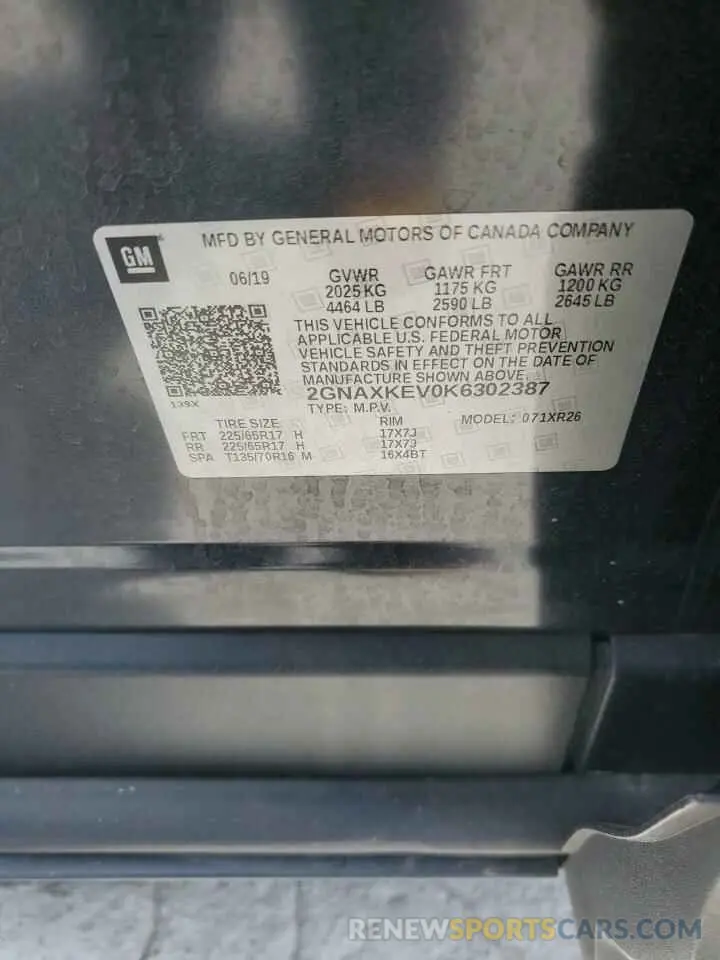 GM
MFD BY GENERAL MOTORS OF CANADA COMPANY
06/19 GVWR GAWR FRT GAWR RR
2025 KG 1175 KG 1200 KG
4464 LB 2590 LB 2645 LB
THIS VEHICLE CONFORMS TO ALL
APPLICABLE U.S. FEDERAL MOTOR
VEHICLE SAFETY AND THEFT PREVENTION
STANDARDS IN EFFECT ON THE DATE OF
MANUFACTURE SHOWN ABOVE.
2GNAXKEV0K6302387
139X TYPE: M.P.V. MODEL: 071XR26
TIRE SIZE RIM
FRT 225/65R17 H 17X7J
RR 225/65R17 H 17X7J
SPA T135/70R16 M 16X4BT
RENEWSPORTSCAR.COM